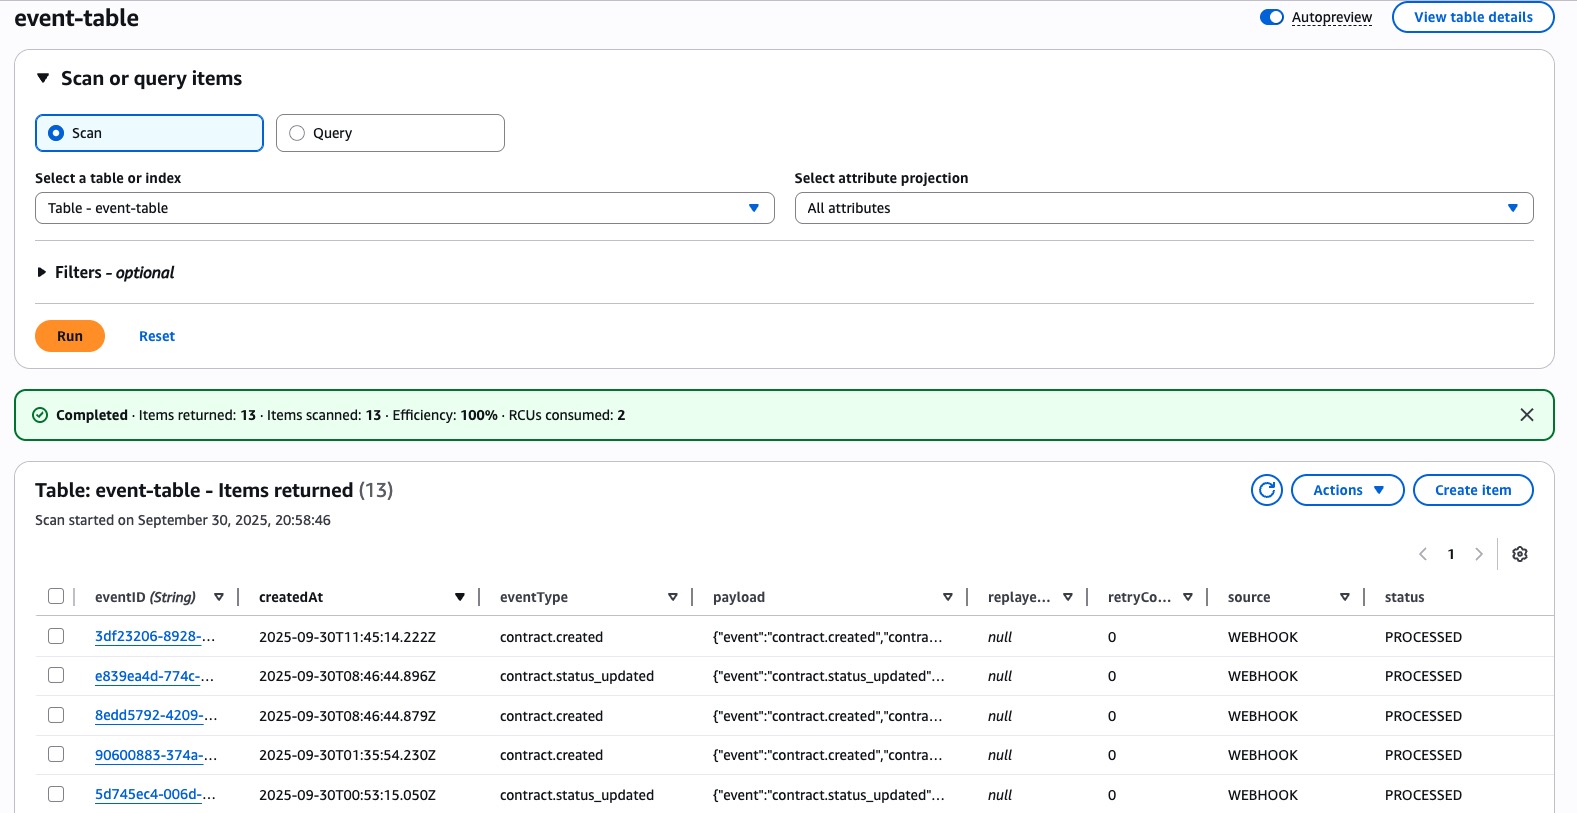 event-table
Autopreview
View table details
Scan or query items
Scan
Query
Select a table or index
Select attribute projection
Table - event-table
All attributes
Filters - optional
Run
Reset
Completed · Items returned: 13 · Items scanned: 13 · Efficiency: 100% · RCUs consumed: 2
Table: event-table - Items returned (13)
Actions
Create item
Scan started on September 30, 2025, 20:58:46
1
eventID (String) createdAt eventType payload replaye... retryCo... source status
3df23206-8928-... 2025-09-30T11:45:14.222Z contract.created {"event":"contract.created","contra... null 0 WEBHOOK PROCESSED
e839ea4d-774c-... 2025-09-30T08:46:44.896Z contract.status_updated {"event":"contract.status_updated"... null 0 WEBHOOK PROCESSED
8edd5792-4209-... 2025-09-30T08:46:44.879Z contract.created {"event":"contract.created","contra... null 0 WEBHOOK PROCESSED
90600883-374a-... 2025-09-30T01:35:54.230Z contract.created {"event":"contract.created","contra... null 0 WEBHOOK PROCESSED
5d745ec4-006d-... 2025-09-30T00:53:15.050Z contract.status_updated {"event":"contract.status_updated"... null 0 WEBHOOK PROCESSED